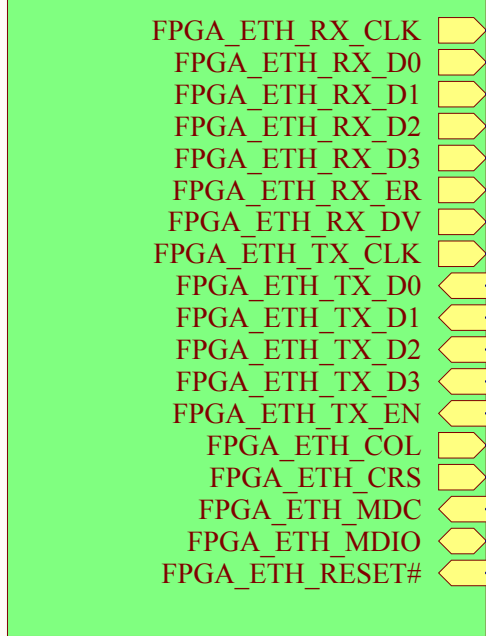 FPGA_ETH_RX_CLK
FPGA_ETH_RX_D0
FPGA_ETH_RX_D1
FPGA_ETH_RX_D2
FPGA_ETH_RX_D3
FPGA_ETH_RX_ER
FPGA_ETH_RX_DV
FPGA_ETH_TX_CLK
FPGA_ETH_TX_D0
FPGA_ETH_TX_D1
FPGA_ETH_TX_D2
FPGA_ETH_TX_D3
FPGA_ETH_TX_EN
FPGA_ETH_COL
FPGA_ETH_CRS
FPGA_ETH_MDC
FPGA_ETH_MDIO
FPGA_ETH_RESET#